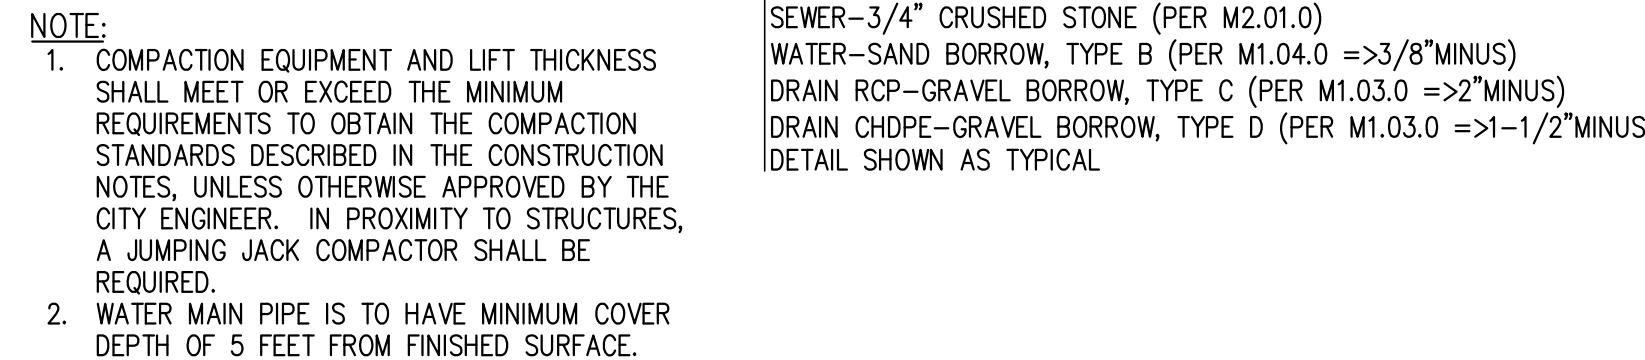 NOTE:
1. COMPACTION EQUIPMENT AND LIFT THICKNESS
SHALL MEET OR EXCEED THE MINIMUM
REQUIREMENTS TO OBTAIN THE COMPACTION
STANDARDS DESCRIBED IN THE CONSTRUCTION
NOTES, UNLESS OTHERWISE APPROVED BY THE
CITY ENGINEER. IN PROXIMITY TO STRUCTURES,
A JUMPING JACK COMPACTOR SHALL BE
REQUIRED.
2. WATER MAIN PIPE IS TO HAVE MINIMUM COVER
DEPTH OF 5 FEET FROM FINISHED SURFACE.
SEWER-3/4" CRUSHED STONE (PER M2.01.0)
WATER-SAND BORROW, TYPE B (PER M1.04.0 =>3/8"MINUS)
DRAIN RCP-GRAVEL BORROW, TYPE C (PER M1.03.0 =>2"MINUS)
DRAIN CHDPE-GRAVEL BORROW, TYPE D (PER M1.03.0 =>1-1/2"MINUS
DETAIL SHOWN AS TYPICAL